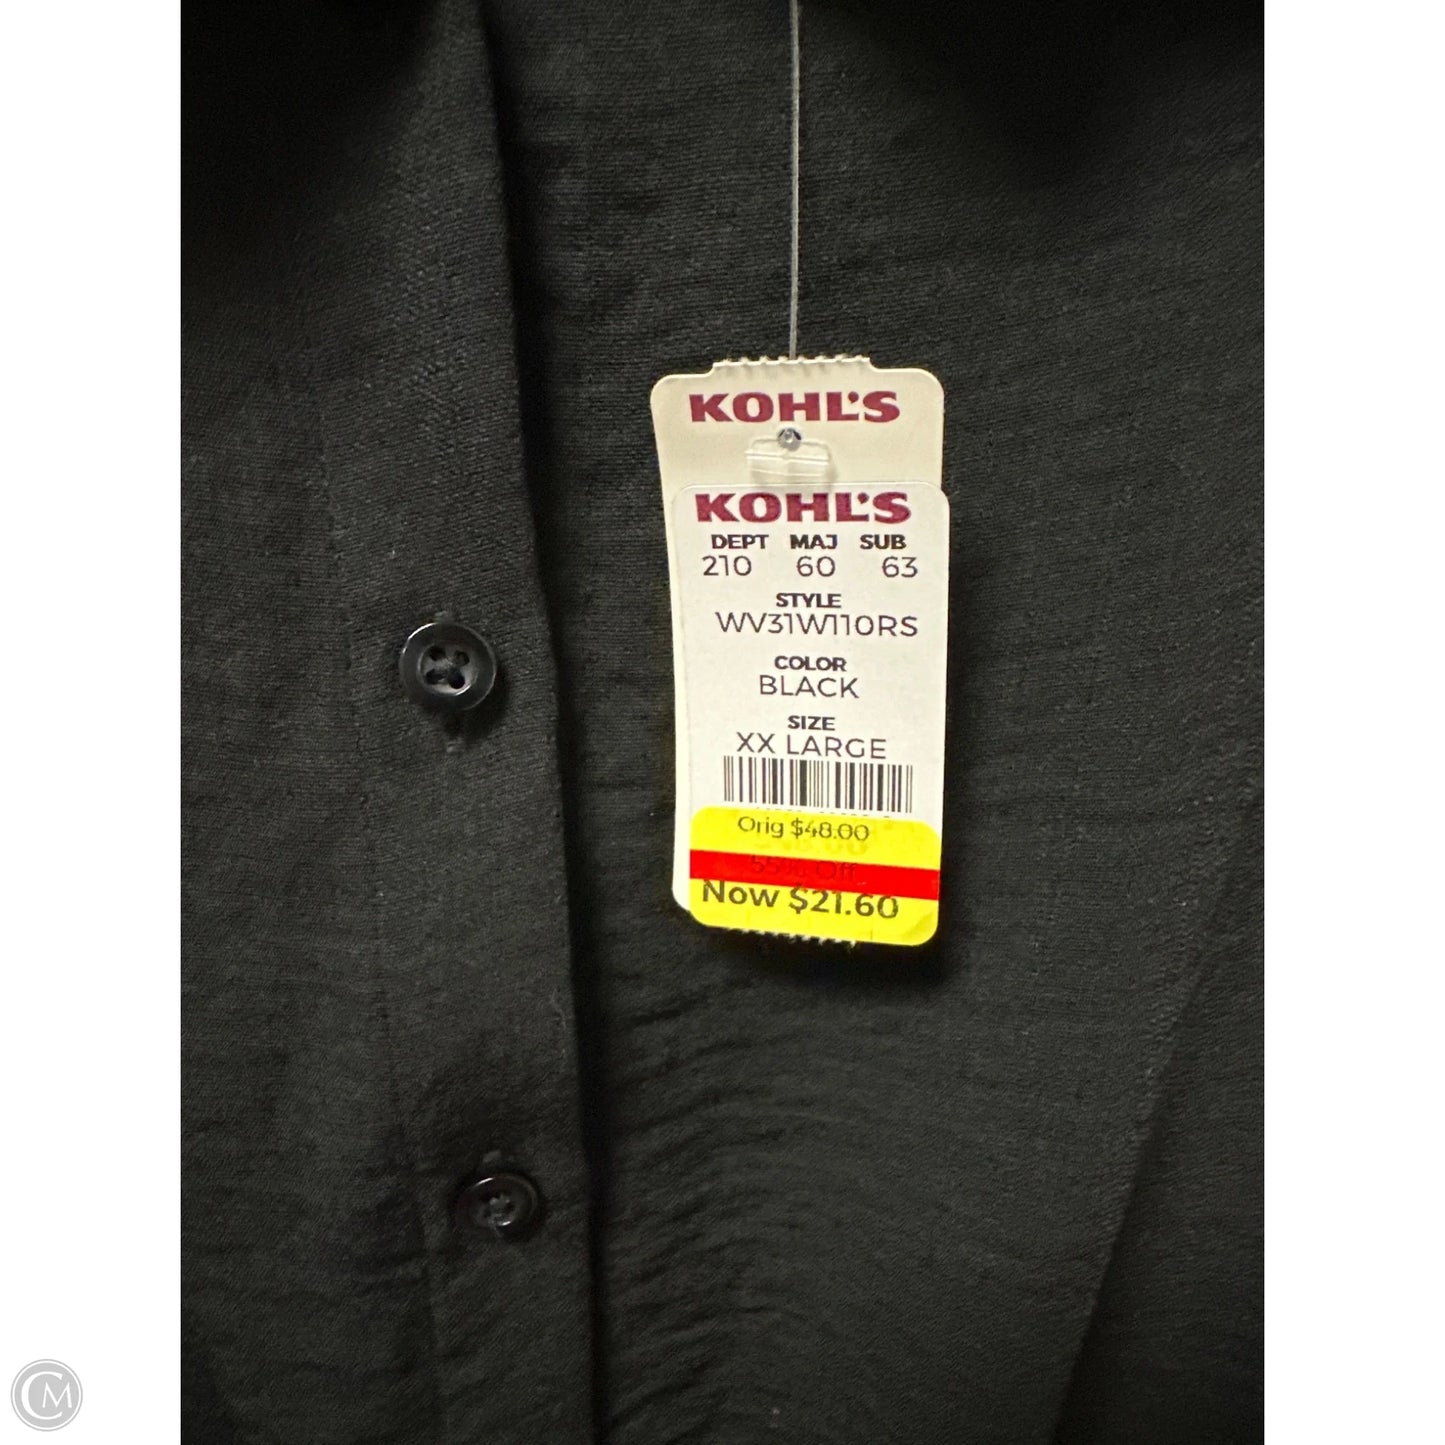 KOHL'S
KOHL'S
DEPT MAJ SUB
210 60 63
STYLE
WV31W110RS
COLOR
BLACK
SIZE
XX LARGE
Orig $48.00
55% Off
Now $21.60
CM